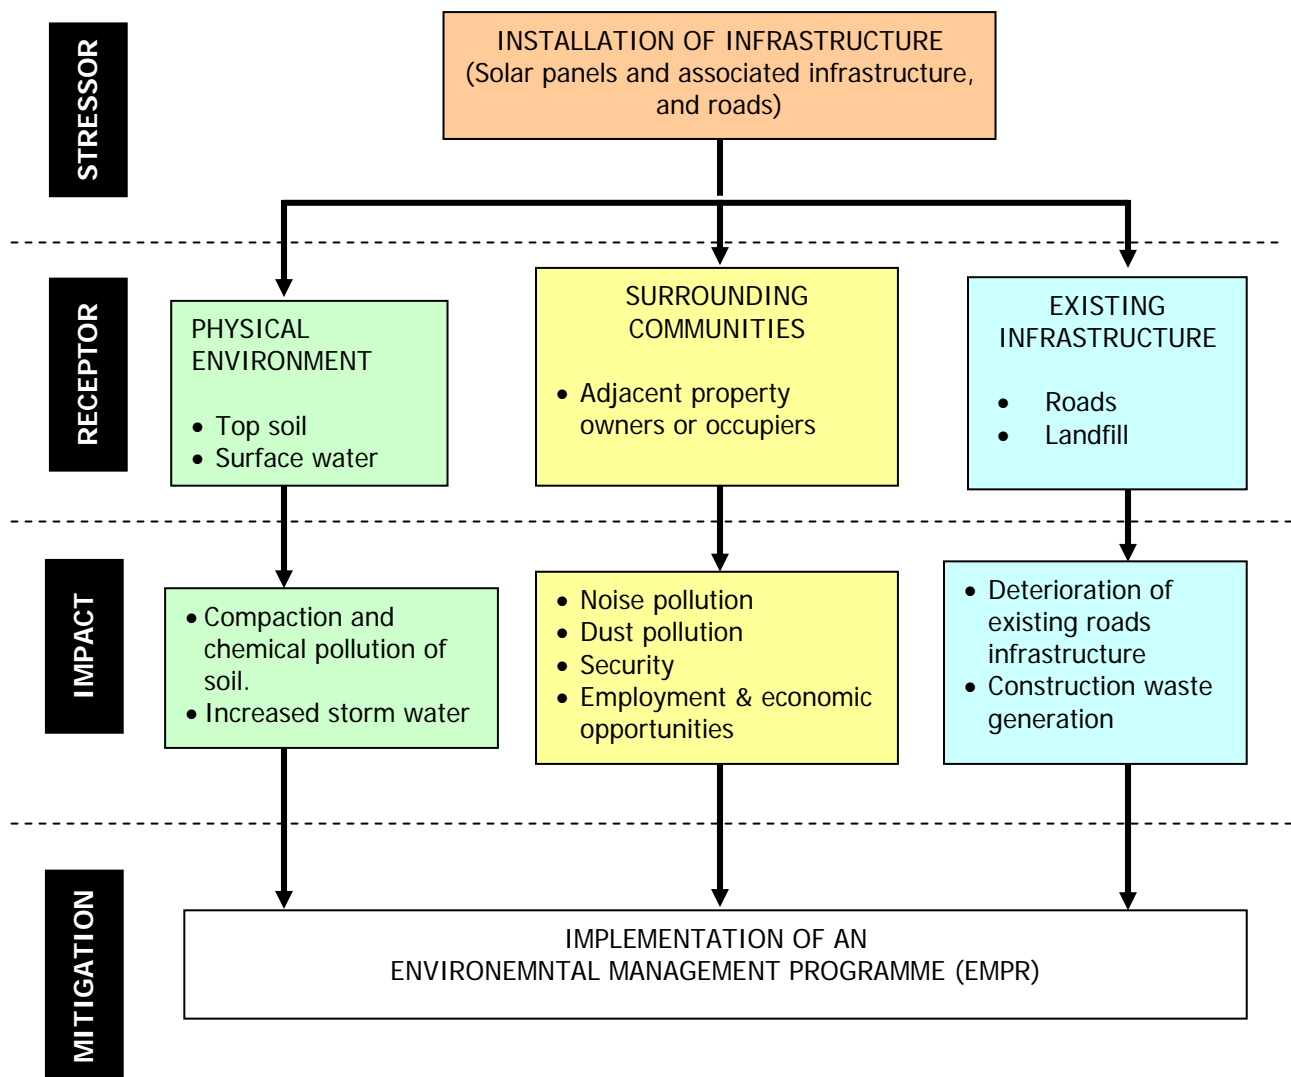 STRESSOR
INSTALLATION OF INFRASTRUCTURE
(Solar panels and associated infrastructure,
and roads)
RECEPTOR
PHYSICAL
ENVIRONMENT
• Top soil
• Surface water
SURROUNDING
COMMUNITIES
• Adjacent property
owners or occupiers
EXISTING
INFRASTRUCTURE
• Roads
• Landfill
IMPACT
• Compaction and
chemical pollution of
soil.
• Increased storm water
• Noise pollution
• Dust pollution
• Security
• Employment & economic
opportunities
• Deterioration of
existing roads
infrastructure
• Construction waste
generation
MITIGATION
IMPLEMENTATION OF AN
ENVIRONEMNTAL MANAGEMENT PROGRAMME (EMPR)